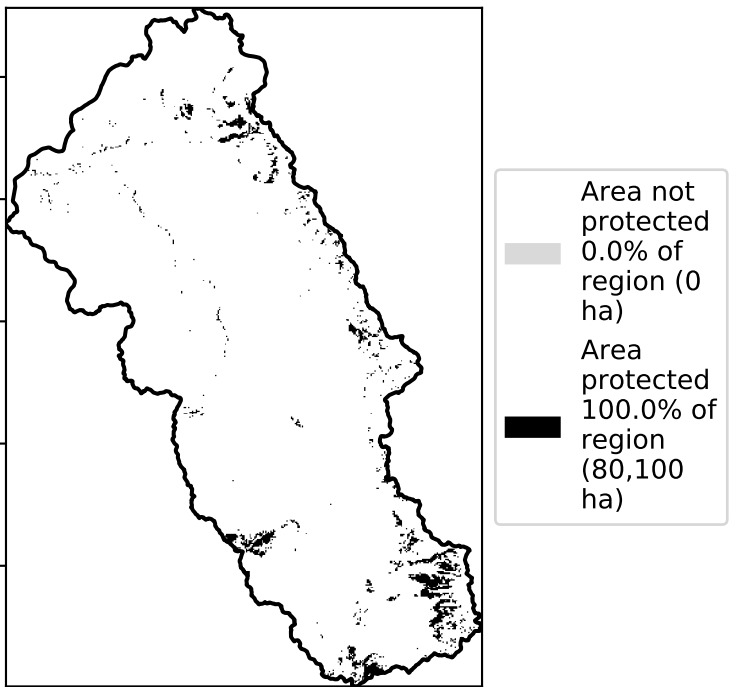 Area not
protected
0.0% of
region (0
ha)
Area
protected
100.0% of
region
(80,100
ha)